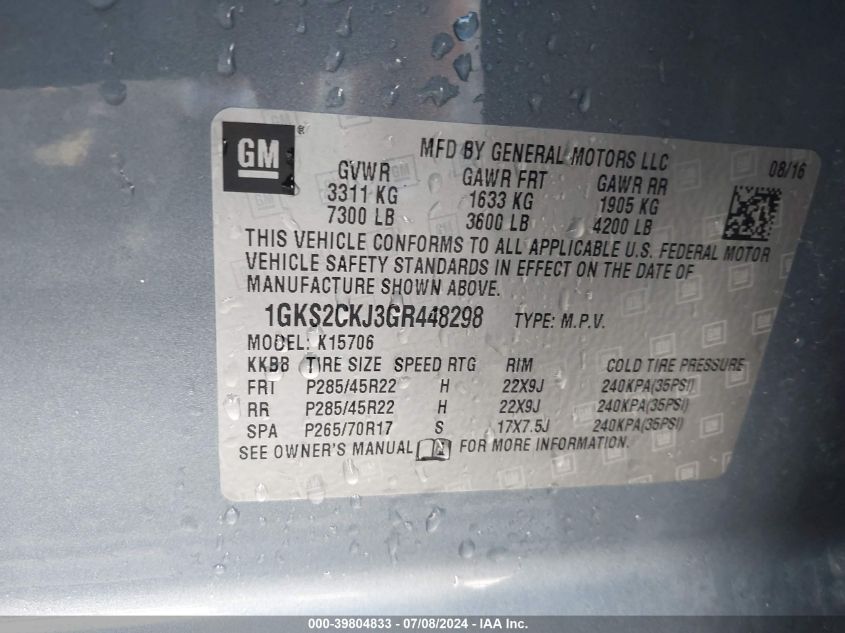 GM ®
MFD BY GENERAL MOTORS LLC 08/16
GVWR GAWR FRT GAWR RR
3311 KG 1633 KG 1905 KG
7300 LB 3600 LB 4200 LB
THIS VEHICLE CONFORMS TO ALL APPLICABLE U.S. FEDERAL MOTOR
VEHICLE SAFETY STANDARDS IN EFFECT ON THE DATE OF
MANUFACTURE SHOWN ABOVE.
1GKS2CKJ3GR448298 TYPE: M.P.V.
MODEL: K15706
KKBB TIRE SIZE SPEED RTG RIM COLD TIRE PRESSURE
FRT P285/45R22 H 22X9J 240KPA(35PSI)
RR P285/45R22 H 22X9J 240KPA(35PSI)
SPA P265/70R17 S 17X7.5J 240KPA(35PSI)
SEE OWNER'S MANUAL FOR MORE INFORMATION.
000-39804833 - 07/08/2024 - IAA Inc.